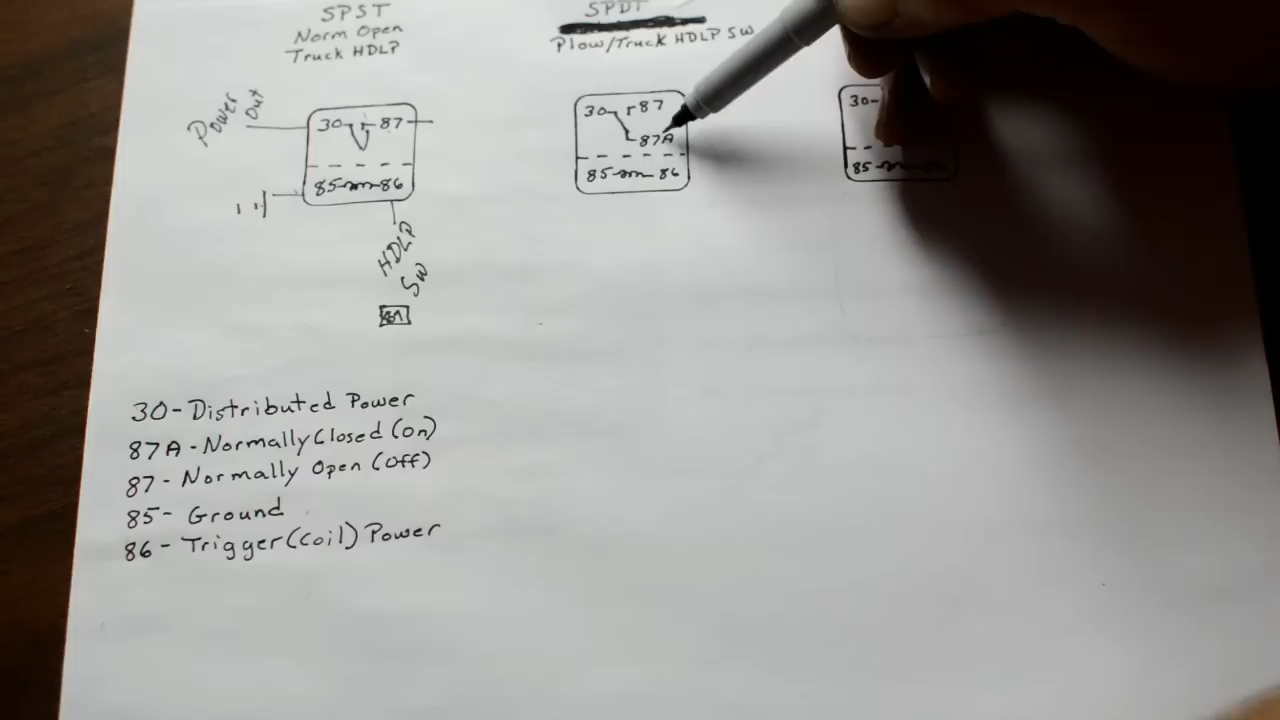 SPST
Norm Open
Truck HDLP
SPDT
Plow/Truck HDLP SW
Power
Out
30 87
85 86
HDLP
SW
30 87
87A
85 86
30
85
30-Distributed Power
87A-Normally Closed (on)
87-Normally Open (off)
85-Ground
86-Trigger (coil) Power